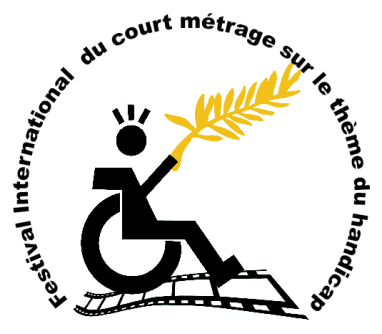 Festival International du court métrage sur le thème du handicap